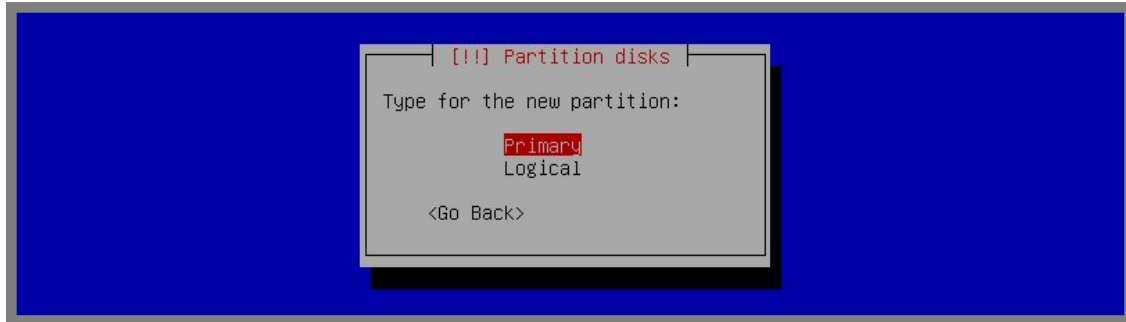 [!!] Partition disks
Type for the new partition:
Primary
Logical
<Go Back>